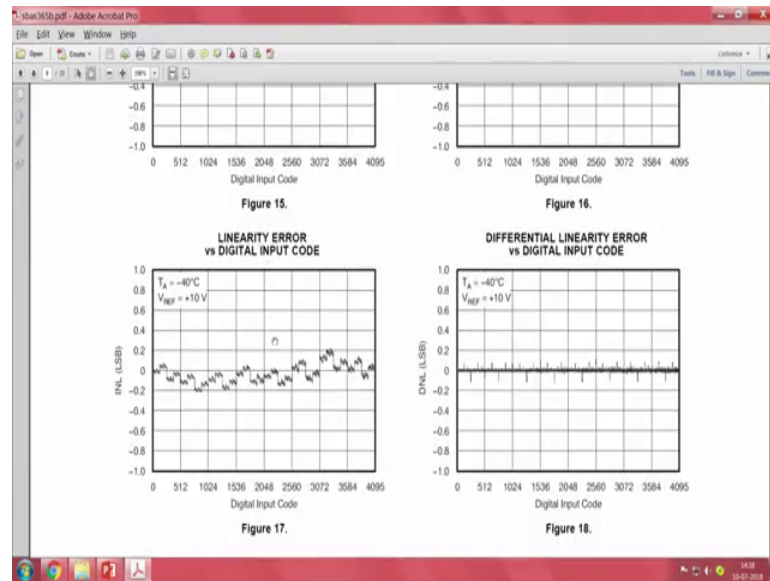 sbas365b.pdf - Adobe Acrobat Pro
File Edit View Window Help
Open Create Customize
Tools Fill & Sign Comment
-0.4
-0.6
-0.8
-1.0
0 512 1024 1536 2048 2560 3072 3584 4095
Digital Input Code
Figure 15.
-0.4
-0.6
-0.8
-1.0
0 512 1024 1536 2048 2560 3072 3584 4095
Digital Input Code
Figure 16.
LINEARITY ERROR
vs DIGITAL INPUT CODE
TA = -40°C
VREF = +10 V
1.0
0.8
0.6
0.4
0.2
0
-0.2
-0.4
-0.6
-0.8
-1.0
INL (LSB)
0 512 1024 1536 2048 2560 3072 3584 4095
Digital Input Code
Figure 17.
DIFFERENTIAL LINEARITY ERROR
vs DIGITAL INPUT CODE
TA = -40°C
VREF = +10 V
1.0
0.8
0.6
0.4
0.2
0
-0.2
-0.4
-0.6
-0.8
-1.0
DNL (LSB)
0 512 1024 1536 2048 2560 3072 3584 4095
Digital Input Code
Figure 18.
14:38
10-07-2018